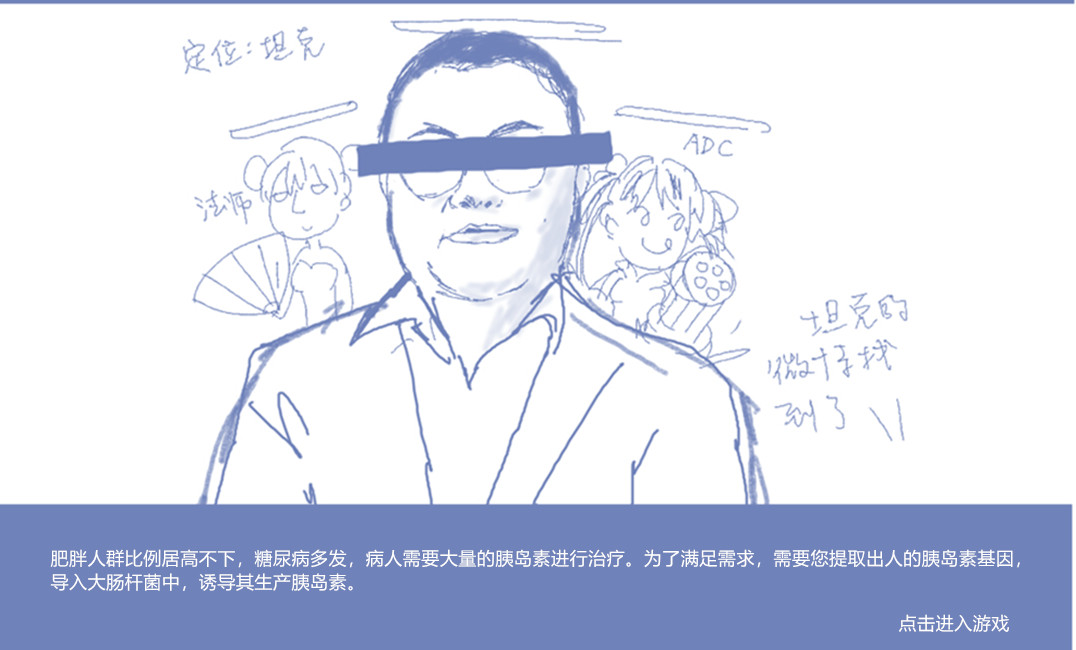 定位：坦克
ADC
法师
坦克的
微博找
到了 \\
肥胖人群比例居高不下，糖尿病多发，病人需要大量的胰岛素进行治疗。为了满足需求，需要您提取出人的胰岛素基因，
导入大肠杆菌中，诱导其生产胰岛素。
点击进入游戏